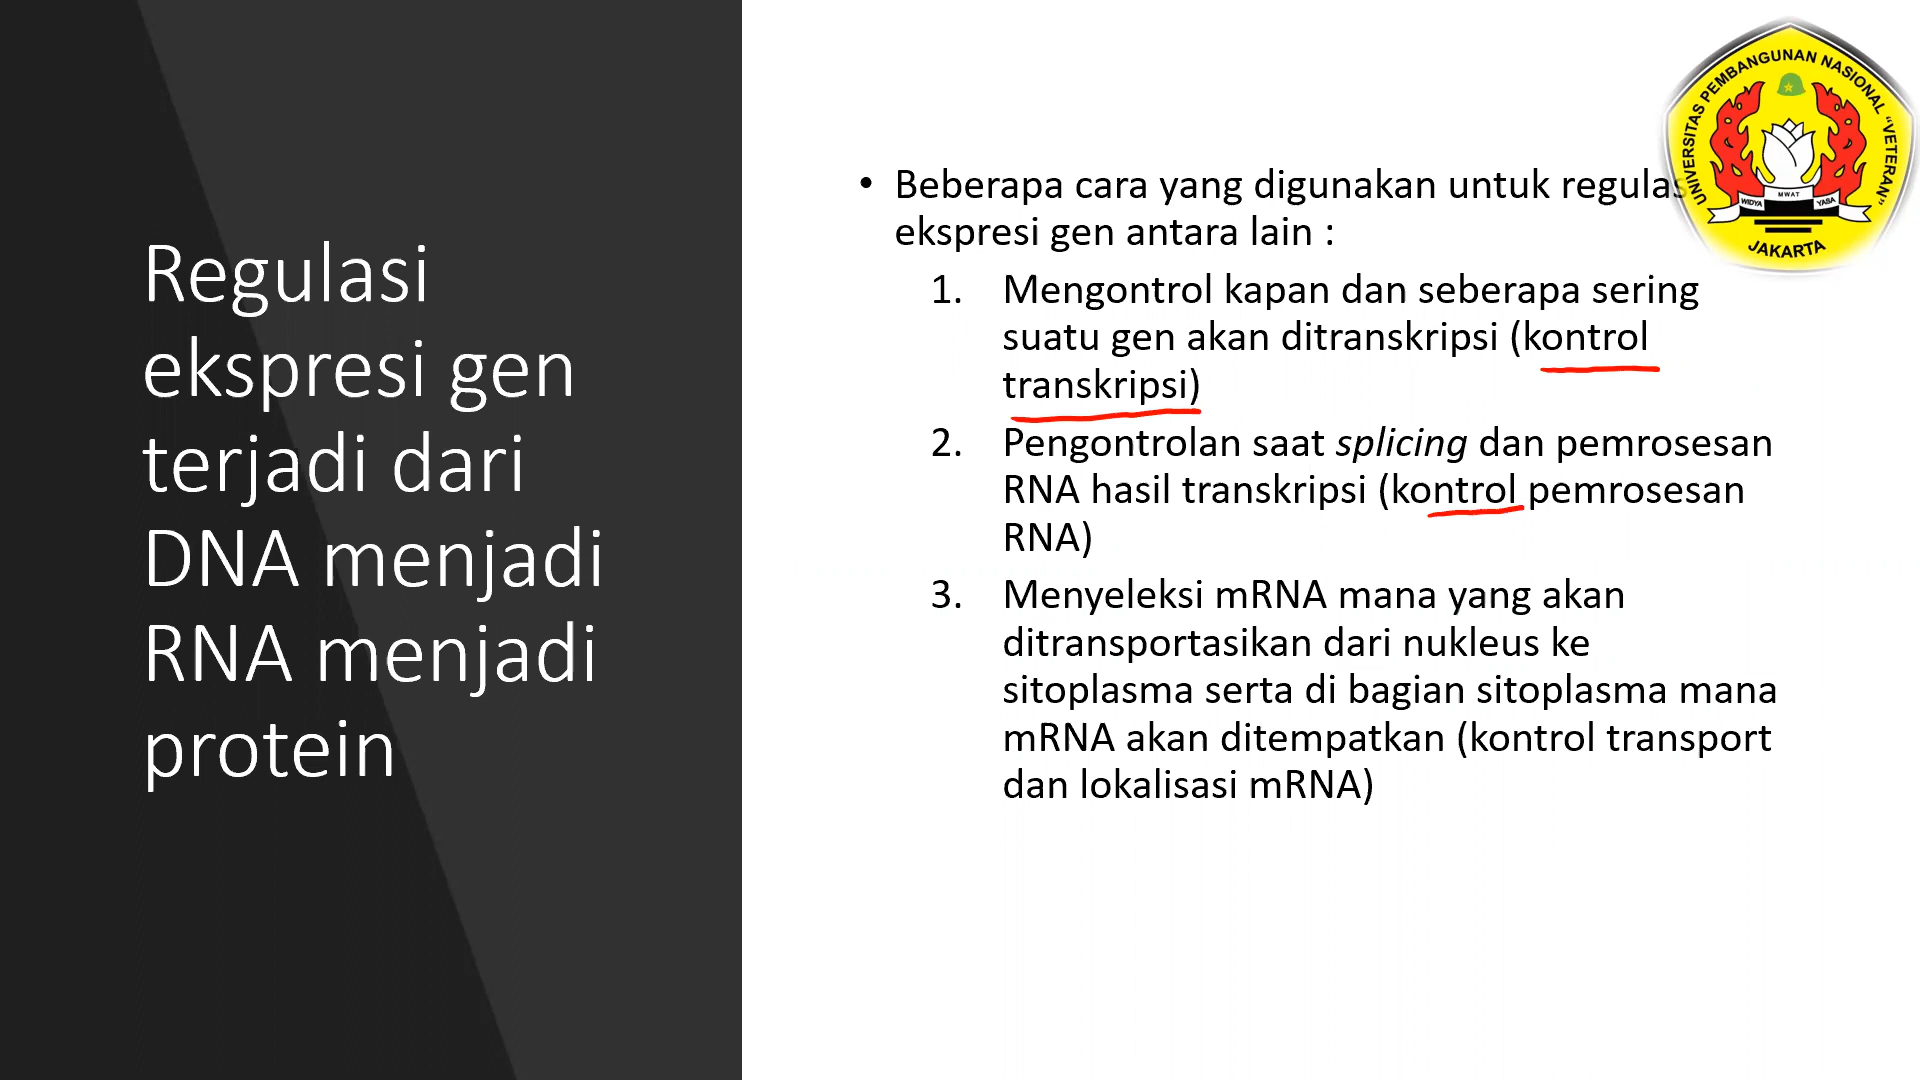 Regulasi
ekspresi gen
terjadi dari
DNA menjadi
RNA menjadi
protein
• Beberapa cara yang digunakan untuk regulas
ekspresi gen antara lain :
1. Mengontrol kapan dan seberapa sering
suatu gen akan ditranskripsi (kontrol
transkripsi)
2. Pengontrolan saat splicing dan pemrosesan
RNA hasil transkripsi (kontrol pemrosesan
RNA)
3. Menyeleksi mRNA mana yang akan
ditransportasikan dari nukleus ke
sitoplasma serta di bagian sitoplasma mana
mRNA akan ditempatkan (kontrol transport
dan lokalisasi mRNA)
UNIVERSITAS PEMBANGUNAN NASIONAL "VETERAN"
MWAT
WIDYA YASA
JAKARTA